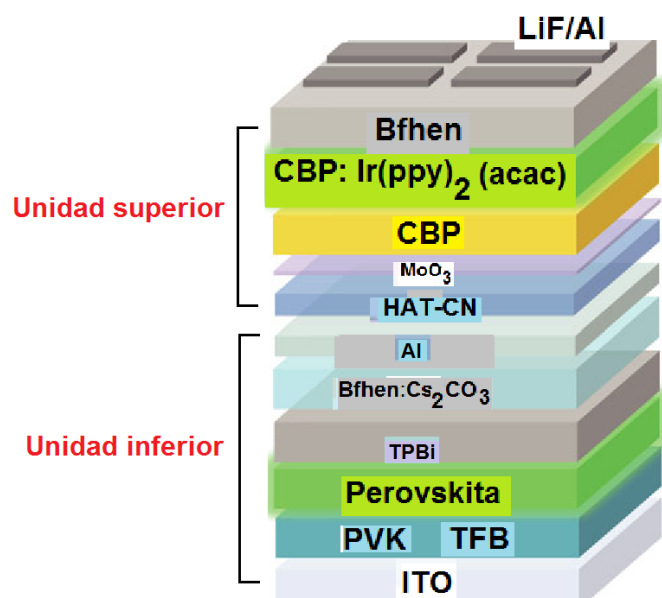 LiF/Al
Bfhen
CBP: Ir(ppy)2 (acac)
Unidad superior
CBP
MoO3
HAT-CN
Al
Bfhen:Cs2CO3
Unidad inferior
TPBi
Perovskita
PVK TFB
ITO